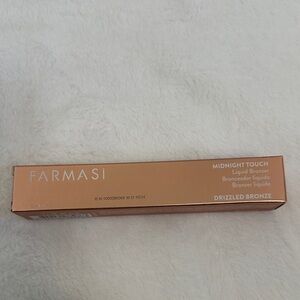 FARMASI
MIDNIGHT TOUCH
Liquid Bronzer
Bronceador líquido
Bronzer liquide
DRIZZLED BRONZE